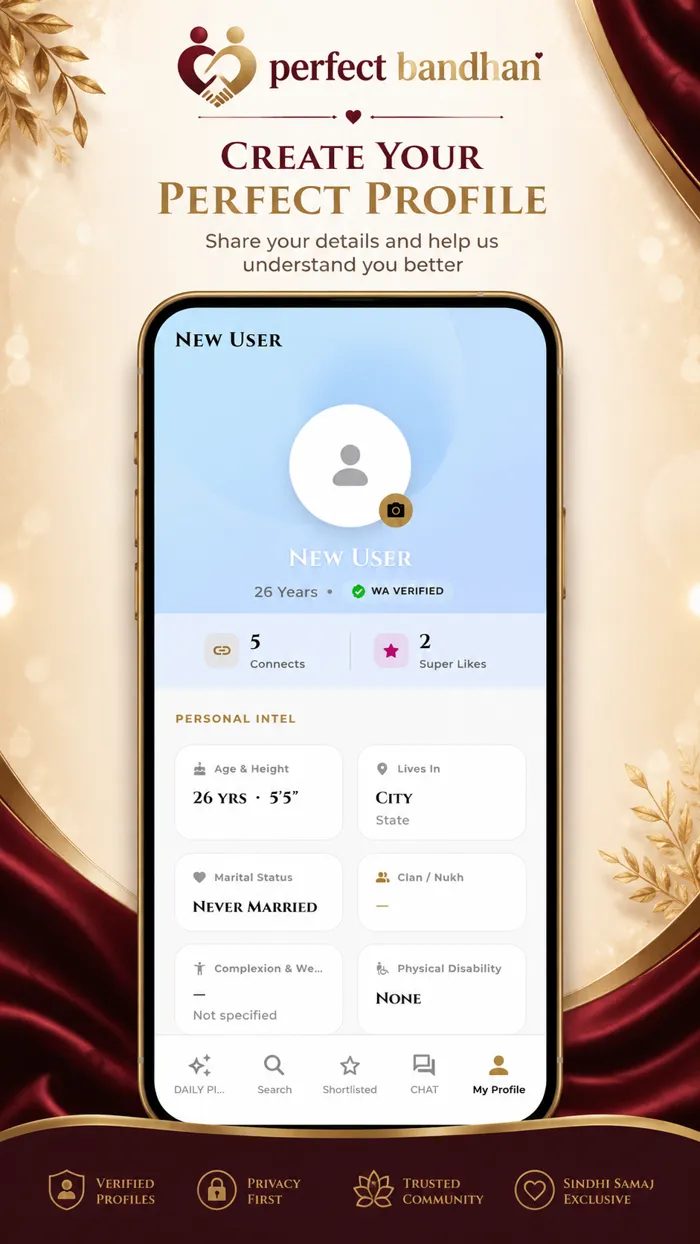 perfect bandhan
CREATE YOUR
PERFECT PROFILE
Share your details and help us
understand you better
NEW USER
NEW USER
26 Years • WA VERIFIED
5
Connects
2
Super Likes
PERSONAL INTEL
Age & Height
26 YRS · 5'5"
Lives In
CITY
State
Marital Status
NEVER MARRIED
Clan / Nukh
—
Complexion & We...
—
Not specified
Physical Disability
NONE
DAILY PI...
Search
Shortlisted
CHAT
My Profile
VERIFIED
PROFILES
PRIVACY
FIRST
TRUSTED
COMMUNITY
SINDHI SAMAJ
EXCLUSIVE